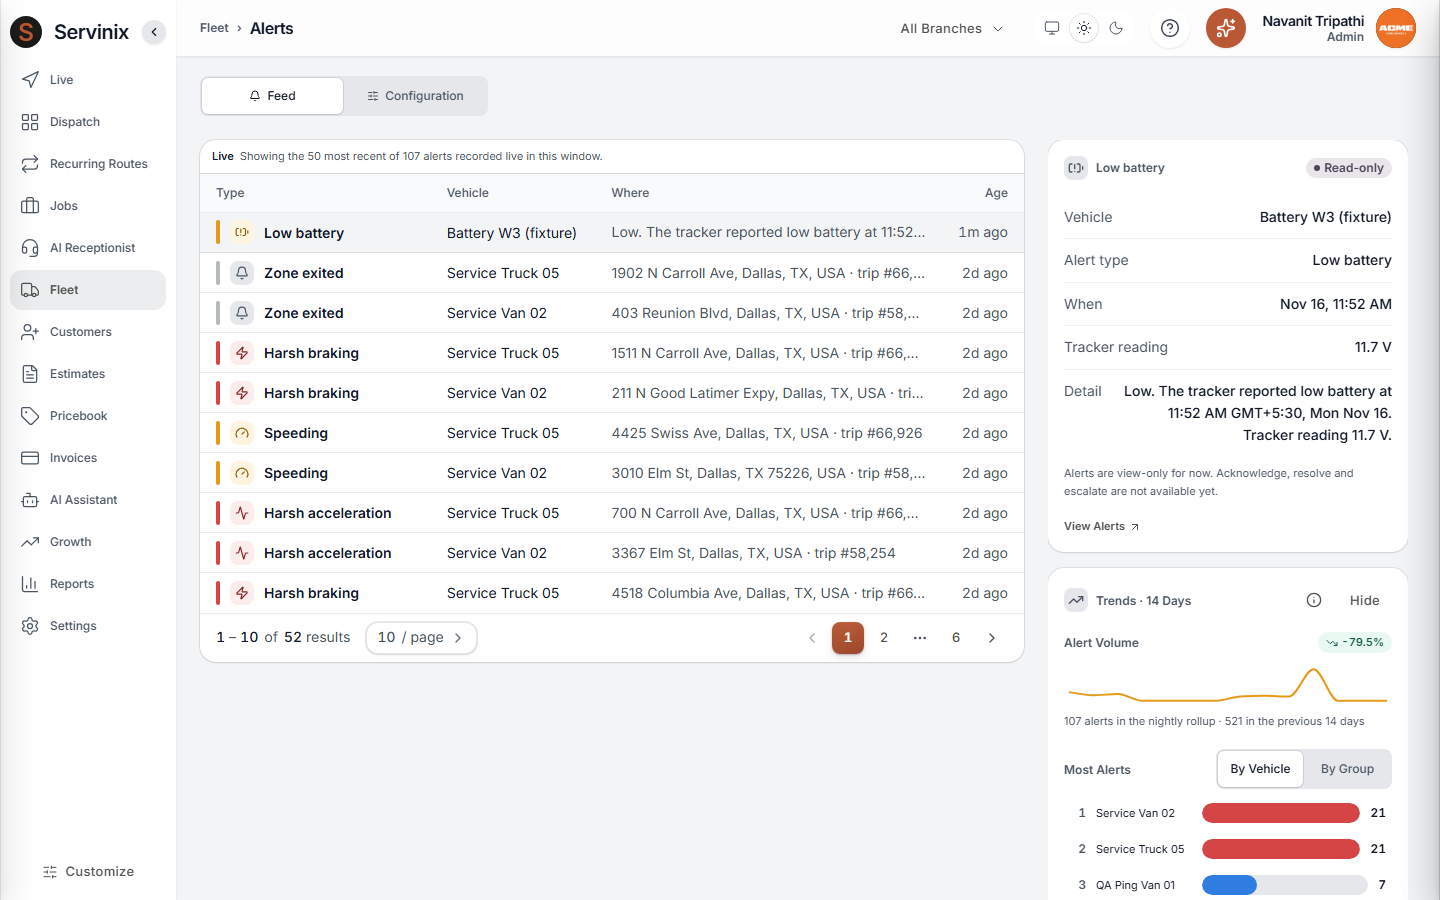 Servinix
Live
Dispatch
Recurring Routes
Jobs
AI Receptionist
Fleet
Customers
Estimates
Pricebook
Invoices
AI Assistant
Growth
Reports
Settings
Customize
Fleet › Alerts
All Branches
Navanit Tripathi
Admin
ACME
Feed
Configuration
Live Showing the 50 most recent of 107 alerts recorded live in this window.
Type Vehicle Where Age
Low battery Battery W3 (fixture) Low. The tracker reported low battery at 11:52... 1m ago
Zone exited Service Truck 05 1902 N Carroll Ave, Dallas, TX, USA · trip #66,... 2d ago
Zone exited Service Van 02 403 Reunion Blvd, Dallas, TX, USA · trip #58,... 2d ago
Harsh braking Service Truck 05 1511 N Carroll Ave, Dallas, TX, USA · trip #66,... 2d ago
Harsh braking Service Van 02 211 N Good Latimer Expy, Dallas, TX, USA · tri... 2d ago
Speeding Service Truck 05 4425 Swiss Ave, Dallas, TX, USA · trip #66,926 2d ago
Speeding Service Van 02 3010 Elm St, Dallas, TX 75226, USA · trip #58,... 2d ago
Harsh acceleration Service Truck 05 700 N Carroll Ave, Dallas, TX, USA · trip #66,... 2d ago
Harsh acceleration Service Van 02 3367 Elm St, Dallas, TX, USA · trip #58,254 2d ago
Harsh braking Service Truck 05 4518 Columbia Ave, Dallas, TX, USA · trip #66... 2d ago
1 – 10 of 52 results 10 / page 1 2 ••• 6
Low battery Read-only
Vehicle Battery W3 (fixture)
Alert type Low battery
When Nov 16, 11:52 AM
Tracker reading 11.7 V
Detail Low. The tracker reported low battery at
11:52 AM GMT+5:30, Mon Nov 16.
Tracker reading 11.7 V.
Alerts are view-only for now. Acknowledge, resolve and
escalate are not available yet.
View Alerts
Trends · 14 Days Hide
Alert Volume -79.5%
107 alerts in the nightly rollup · 521 in the previous 14 days
Most Alerts By Vehicle By Group
1 Service Van 02 21
2 Service Truck 05 21
3 QA Ping Van 01 7